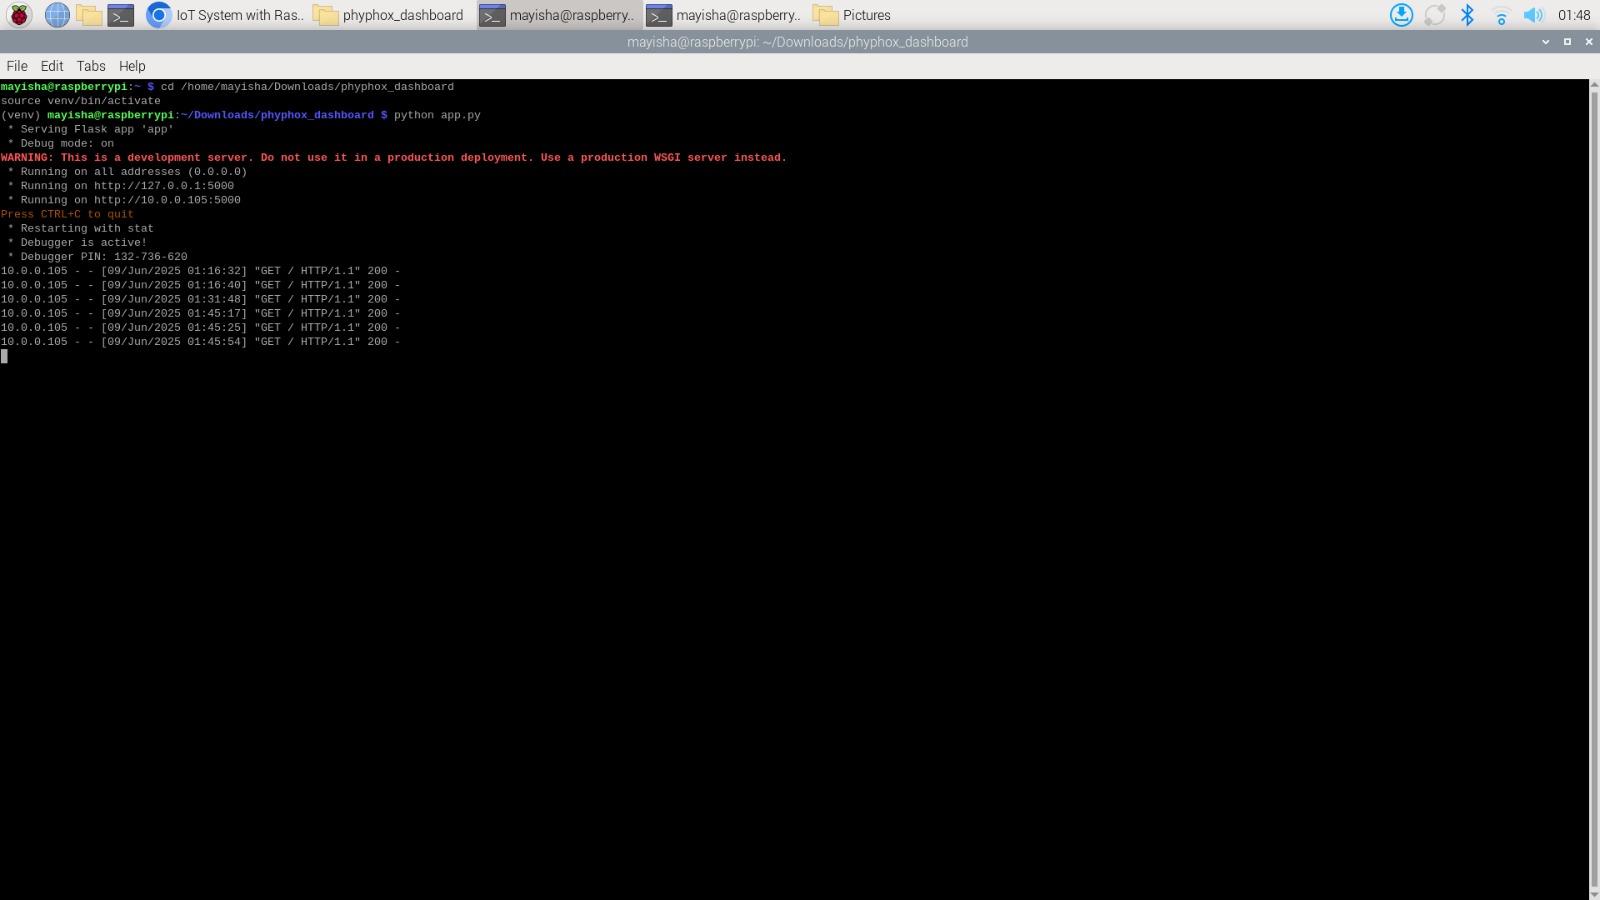 IoT System with Ras.. phyphox_dashboard mayisha@raspberry.. mayisha@raspberry.. Pictures 01:48
mayisha@raspberrypi: ~/Downloads/phyphox_dashboard
File Edit Tabs Help
mayisha@raspberrypi:~ $ cd /home/mayisha/Downloads/phyphox_dashboard
source venv/bin/activate
(venv) mayisha@raspberrypi:~/Downloads/phyphox_dashboard $ python app.py
 * Serving Flask app 'app'
 * Debug mode: on
WARNING: This is a development server. Do not use it in a production deployment. Use a production WSGI server instead.
 * Running on all addresses (0.0.0.0)
 * Running on http://127.0.0.1:5000
 * Running on http://10.0.0.105:5000
Press CTRL+C to quit
 * Restarting with stat
 * Debugger is active!
 * Debugger PIN: 132-736-620
10.0.0.105 - - [09/Jun/2025 01:16:32] "GET / HTTP/1.1" 200 -
10.0.0.105 - - [09/Jun/2025 01:16:40] "GET / HTTP/1.1" 200 -
10.0.0.105 - - [09/Jun/2025 01:31:48] "GET / HTTP/1.1" 200 -
10.0.0.105 - - [09/Jun/2025 01:45:17] "GET / HTTP/1.1" 200 -
10.0.0.105 - - [09/Jun/2025 01:45:25] "GET / HTTP/1.1" 200 -
10.0.0.105 - - [09/Jun/2025 01:45:54] "GET / HTTP/1.1" 200 -